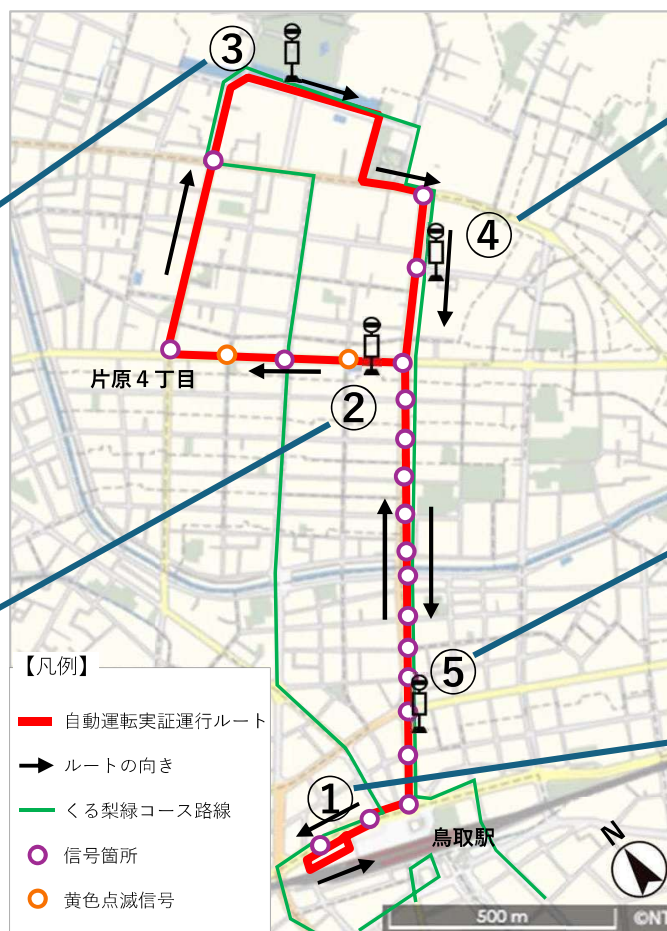 ③
④
片原４丁目
②
⑤
【凡例】
自動運転実証運行ルート
ルートの向き
くる梨緑コース路線
信号箇所
黄色点滅信号
①
鳥取駅
N
500 m
©NT